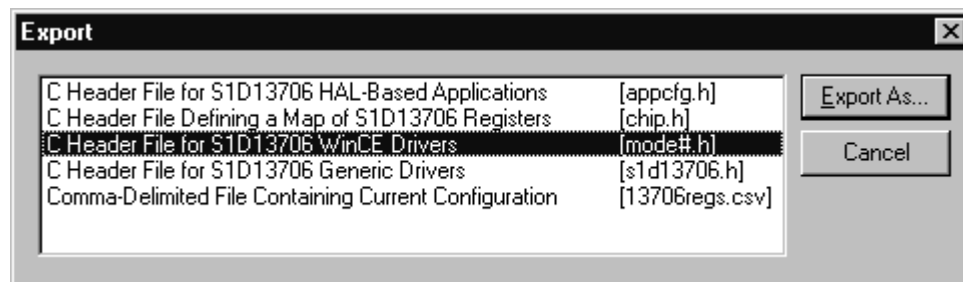 Export
C Header File for S1D13706 HAL-Based Applications [appcfg.h]
C Header File Defining a Map of S1D13706 Registers [chip.h]
C Header File for S1D13706 WinCE Drivers [mode#.h]
C Header File for S1D13706 Generic Drivers [s1d13706.h]
Comma-Delimited File Containing Current Configuration [13706regs.csv]
Export As...
Cancel